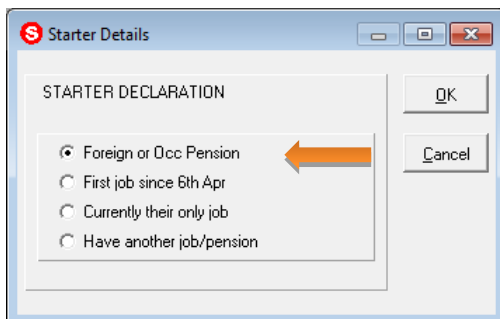 S Starter Details
STARTER DECLARATION
Foreign or Occ Pension
First job since 6th Apr
Currently their only job
Have another job/pension
OK
Cancel